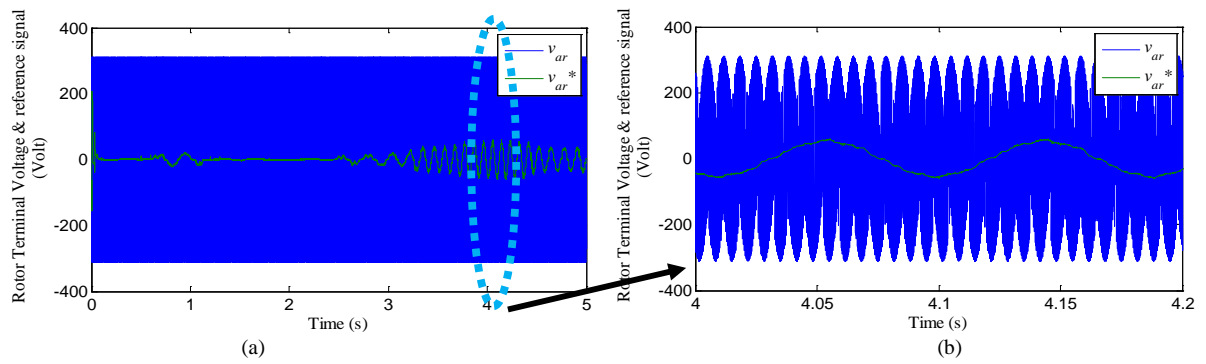 Rotor Terminal Voltage & reference signal
(Volt)
400
200
0
-200
-400
0
1
2
3
4
5
Time (s)
v_ar
v_ar*
(a)
Rotor Terminal Voltage & reference signal
(Volt)
400
200
0
-200
-400
4
4.05
4.1
4.15
4.2
Time (s)
v_ar
v_ar*
(b)